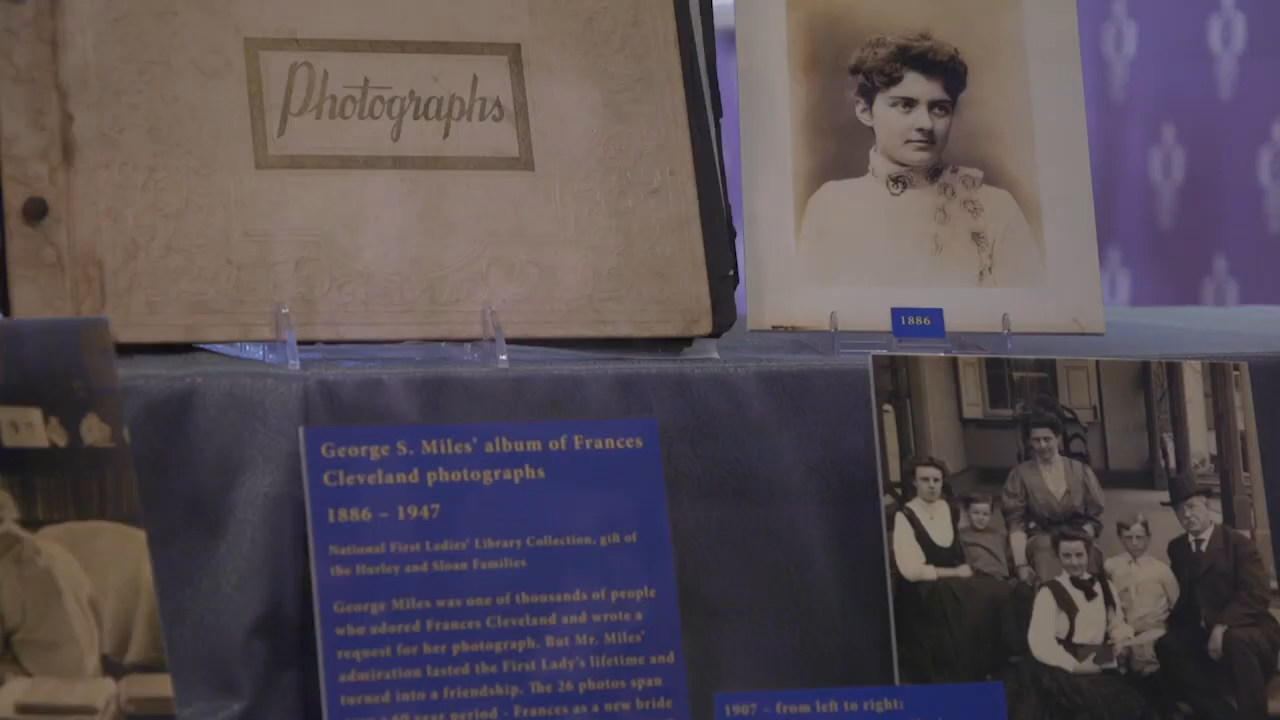 Photographs
1886
George S. Miles' album of Frances
Cleveland photographs
1886 – 1947
National First Ladies' Library Collection, gift of
the Hurley and Sloan Families
George Miles was one of thousands of people
who adored Frances Cleveland and wrote a
request for her photograph. But Mr. Miles'
admiration lasted the First Lady's lifetime and
turned into a friendship. The 26 photos span
year period - Frances as a new bride
1907 – from left to right: